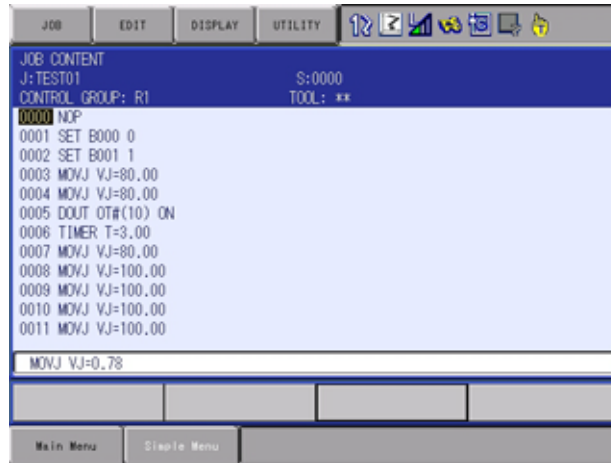 JOB EDIT DISPLAY UTILITY
JOB CONTENT
J:TEST01 S:0000
CONTROL GROUP: R1 TOOL: **
0000 NOP
0001 SET B000 0
0002 SET B001 1
0003 MOVJ VJ=80.00
0004 MOVJ VJ=80.00
0005 DOUT OT#(10) ON
0006 TIMER T=3.00
0007 MOVJ VJ=80.00
0008 MOVJ VJ=100.00
0009 MOVJ VJ=100.00
0010 MOVJ VJ=100.00
0011 MOVJ VJ=100.00
MOVJ VJ=0.78
Main Menu Simple Menu